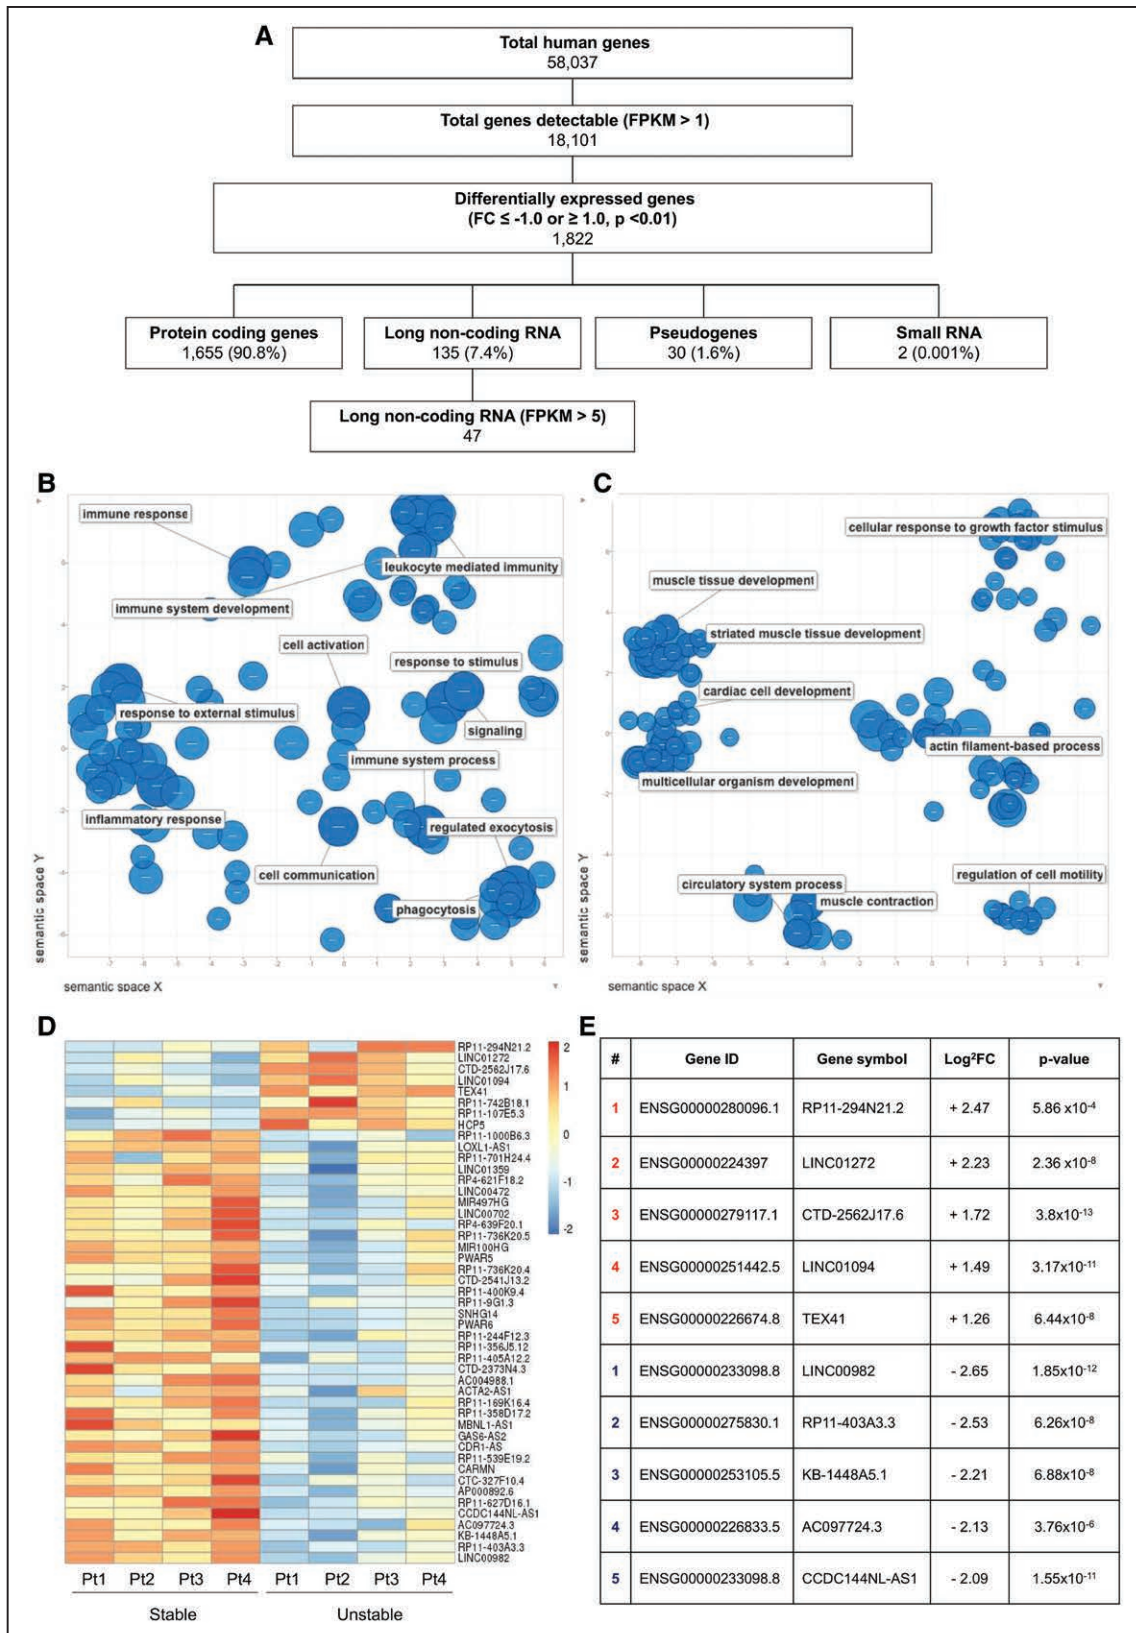 A
Total human genes
58,037
Total genes detectable (FPKM > 1)
18,101
Differentially expressed genes
(FC ≤ -1.0 or ≥ 1.0, p <0.01)
1,822
Protein coding genes
1,655 (90.8%)
Long non-coding RNA
135 (7.4%)
Pseudogenes
30 (1.6%)
Small RNA
2 (0.001%)
Long non-coding RNA (FPKM > 5)
47
B
immune response
leukocyte mediated immunity
immune system development
cell activation
response to stimulus
response to external stimulus
signaling
immune system process
inflammatory response
regulated exocytosis
cell communication
phagocytosis
semantic space Y
semantic space X
C
cellular response to growth factor stimulus
muscle tissue development
striated muscle tissue development
cardiac cell development
actin filament-based process
multicellular organism development
circulatory system process
regulation of cell motility
muscle contraction
semantic space Y
semantic space X
D
RP11-294N21.2
LINC01272
CTD-2562J17.6
LINC01094
TEX41
RP11-742B18.1
RP11-107E5.3
HCP5
RP11-1000B6.3
LOXL1-AS1
RP11-701H24.4
LINC01359
RP4-621F18.2
LINC00472
MIR497HG
LINC00702
RP4-639F20.1
RP11-736K20.5
MIR100HG
PWAR5
RP11-736K20.4
CTD-2541J13.2
RP11-400K9.4
RP11-9G1.3
SNHG14
PWAR6
RP11-244F12.3
RP11-356J5.12
RP11-405A12.2
CTD-2373N4.3
AC004988.1
ACTA2-AS1
RP11-169K16.4
RP11-358D17.2
MBNL1-AS1
GAS6-AS2
CDR1-AS
RP11-539E19.2
CARMN
CTC-327F10.4
AP000892.6
RP11-627D16.1
CCDC144NL-AS1
AC097724.3
KB-1448A5.1
RP11-403A3.3
LINC00982
2
1
0
-1
-2
Pt1 Pt2 Pt3 Pt4 Pt1 Pt2 Pt3 Pt4
Stable Unstable
E
# Gene ID Gene symbol Log²FC p-value
1 ENSG00000280096.1 RP11-294N21.2 + 2.47 5.86 x10⁻⁴
2 ENSG00000224397 LINC01272 + 2.23 2.36 x10⁻⁸
3 ENSG00000279117.1 CTD-2562J17.6 + 1.72 3.8x10⁻¹³
4 ENSG00000251442.5 LINC01094 + 1.49 3.17x10⁻¹¹
5 ENSG00000226674.8 TEX41 + 1.26 6.44x10⁻⁸
1 ENSG00000233098.8 LINC00982 - 2.65 1.85x10⁻¹²
2 ENSG00000275830.1 RP11-403A3.3 - 2.53 6.26x10⁻⁸
3 ENSG00000253105.5 KB-1448A5.1 - 2.21 6.88x10⁻⁸
4 ENSG00000226833.5 AC097724.3 - 2.13 3.76x10⁻⁶
5 ENSG00000233098.8 CCDC144NL-AS1 - 2.09 1.55x10⁻¹¹